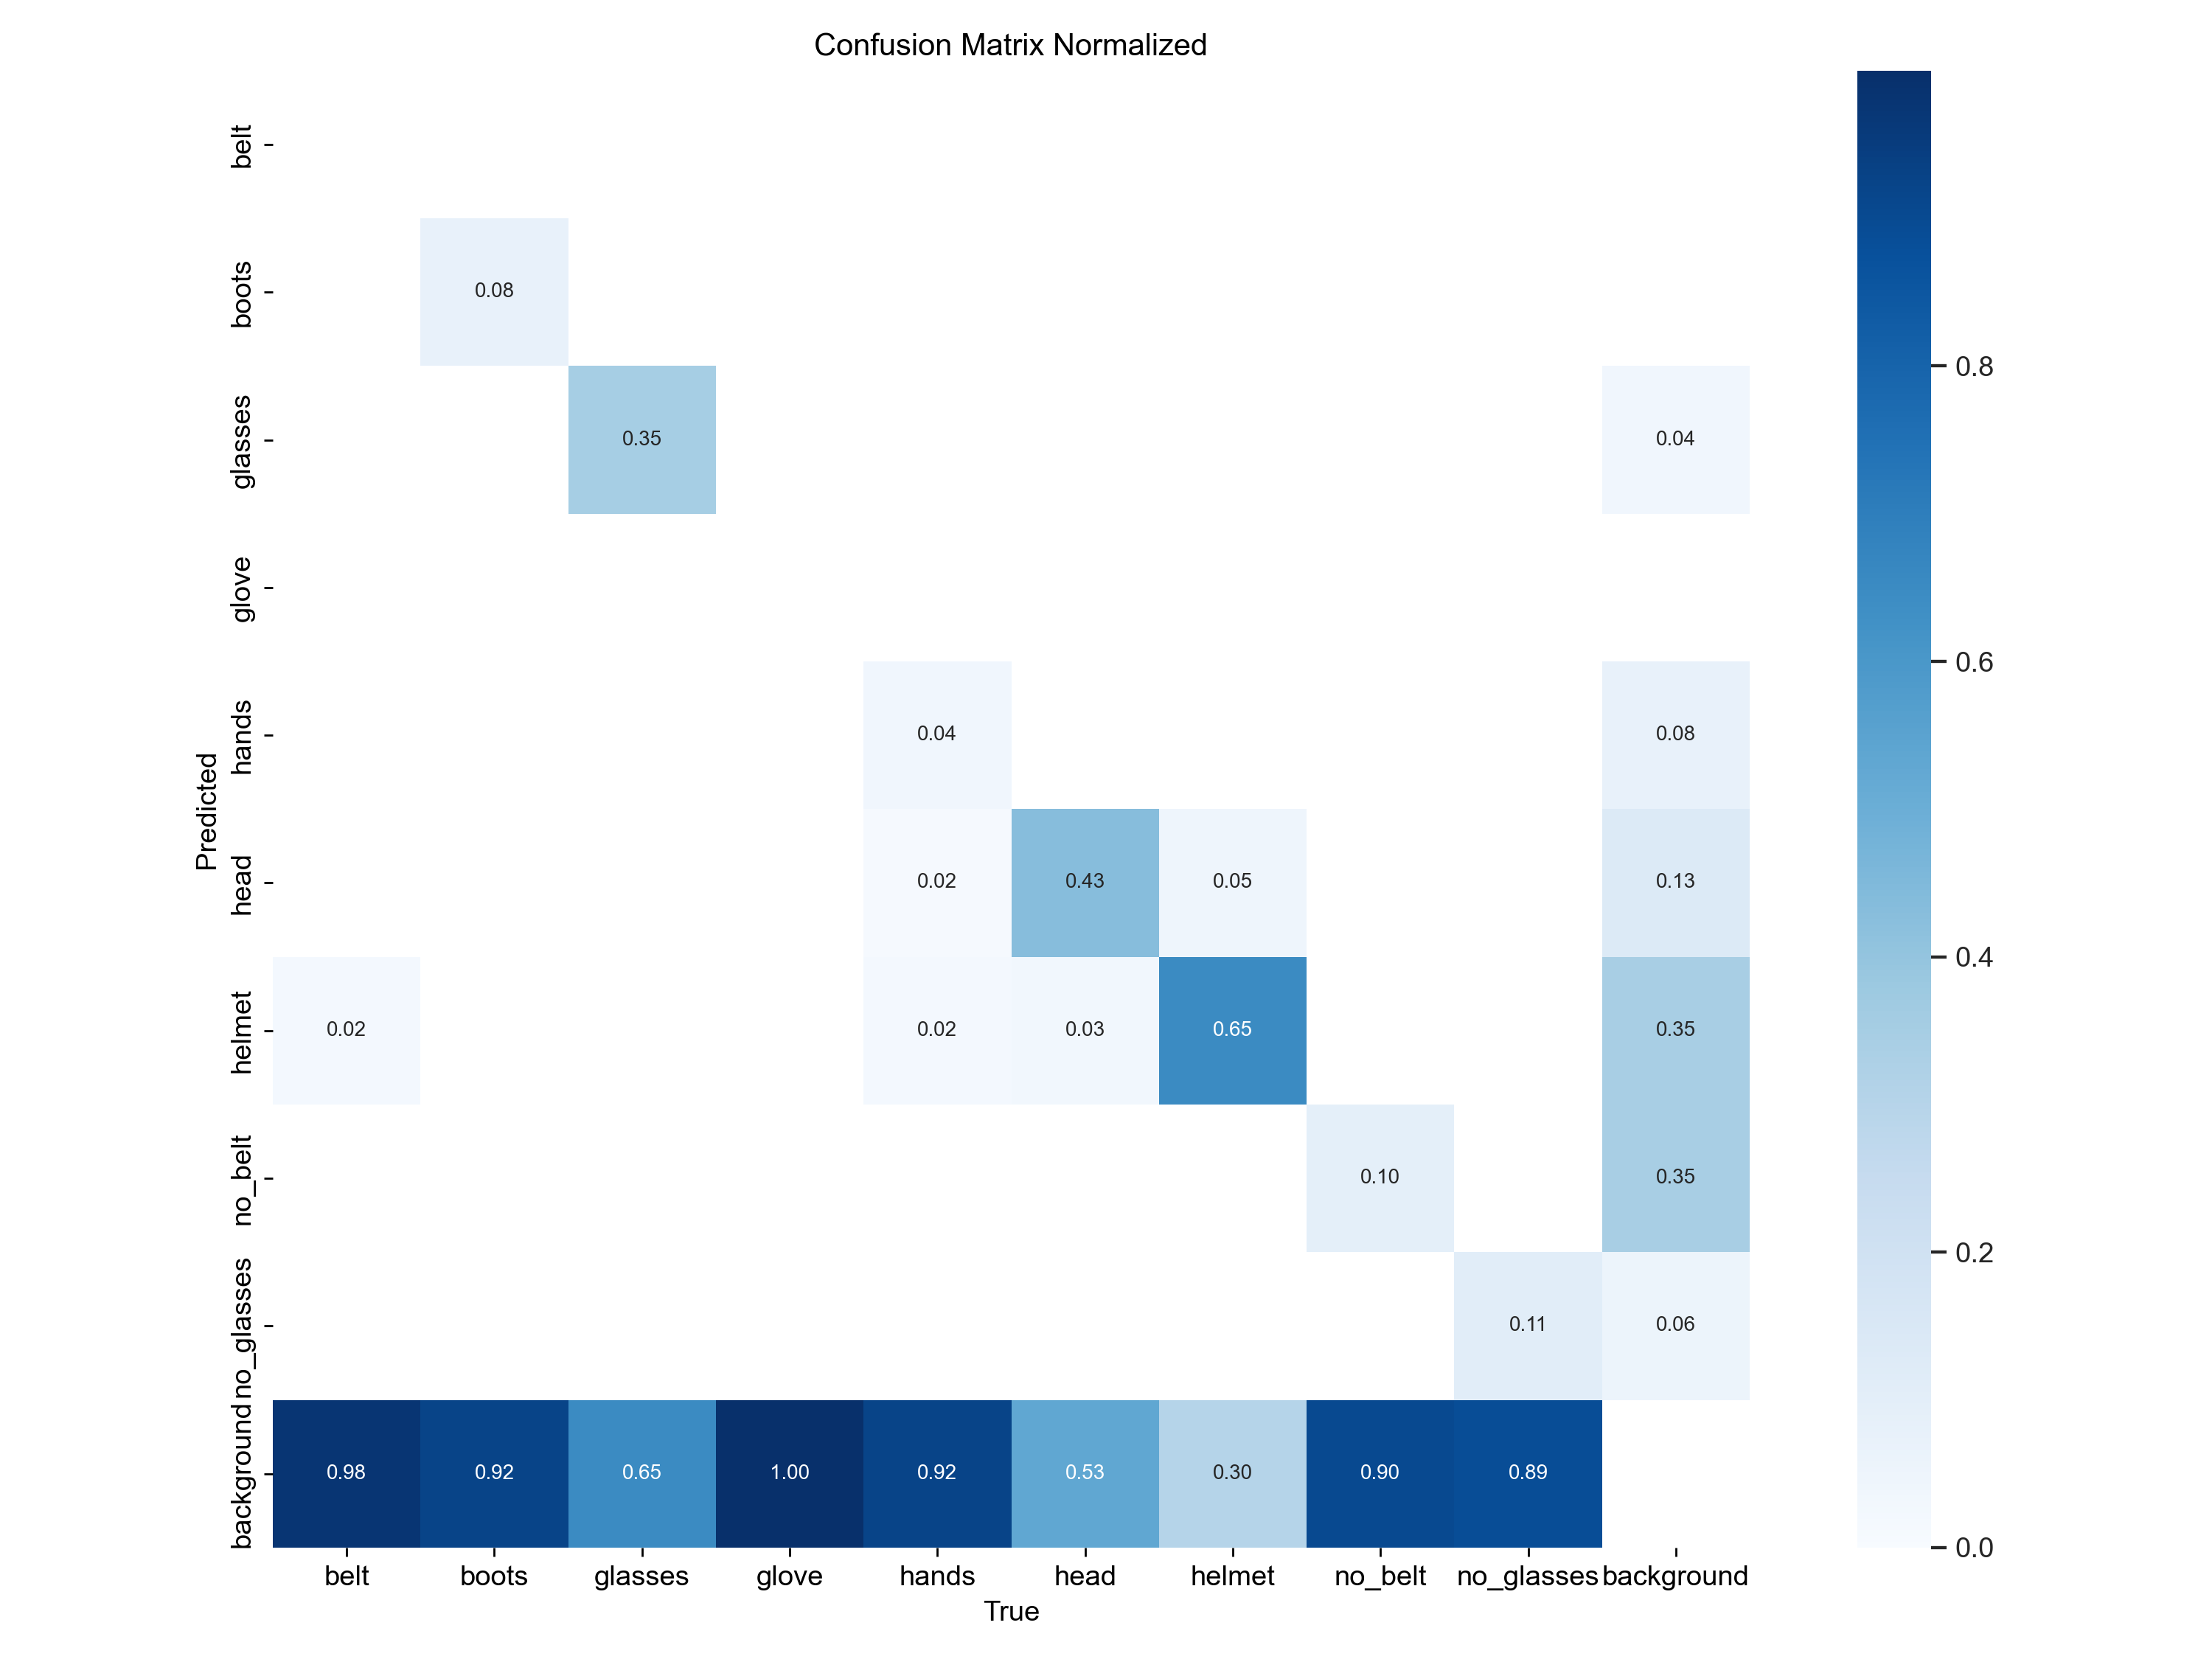 Confusion Matrix Normalized
belt
boots
0.08
glasses
0.35 0.04
glove
hands
0.04 0.08
head
0.02 0.43 0.05 0.13
helmet
0.02 0.02 0.03 0.65 0.35
no_belt
0.10 0.35
no_glasses
0.11 0.06
background
0.98 0.92 0.65 1.00 0.92 0.53 0.30 0.90 0.89
Predicted
belt boots glasses glove hands head helmet no_belt no_glasses background
True
0.8
0.6
0.4
0.2
0.0